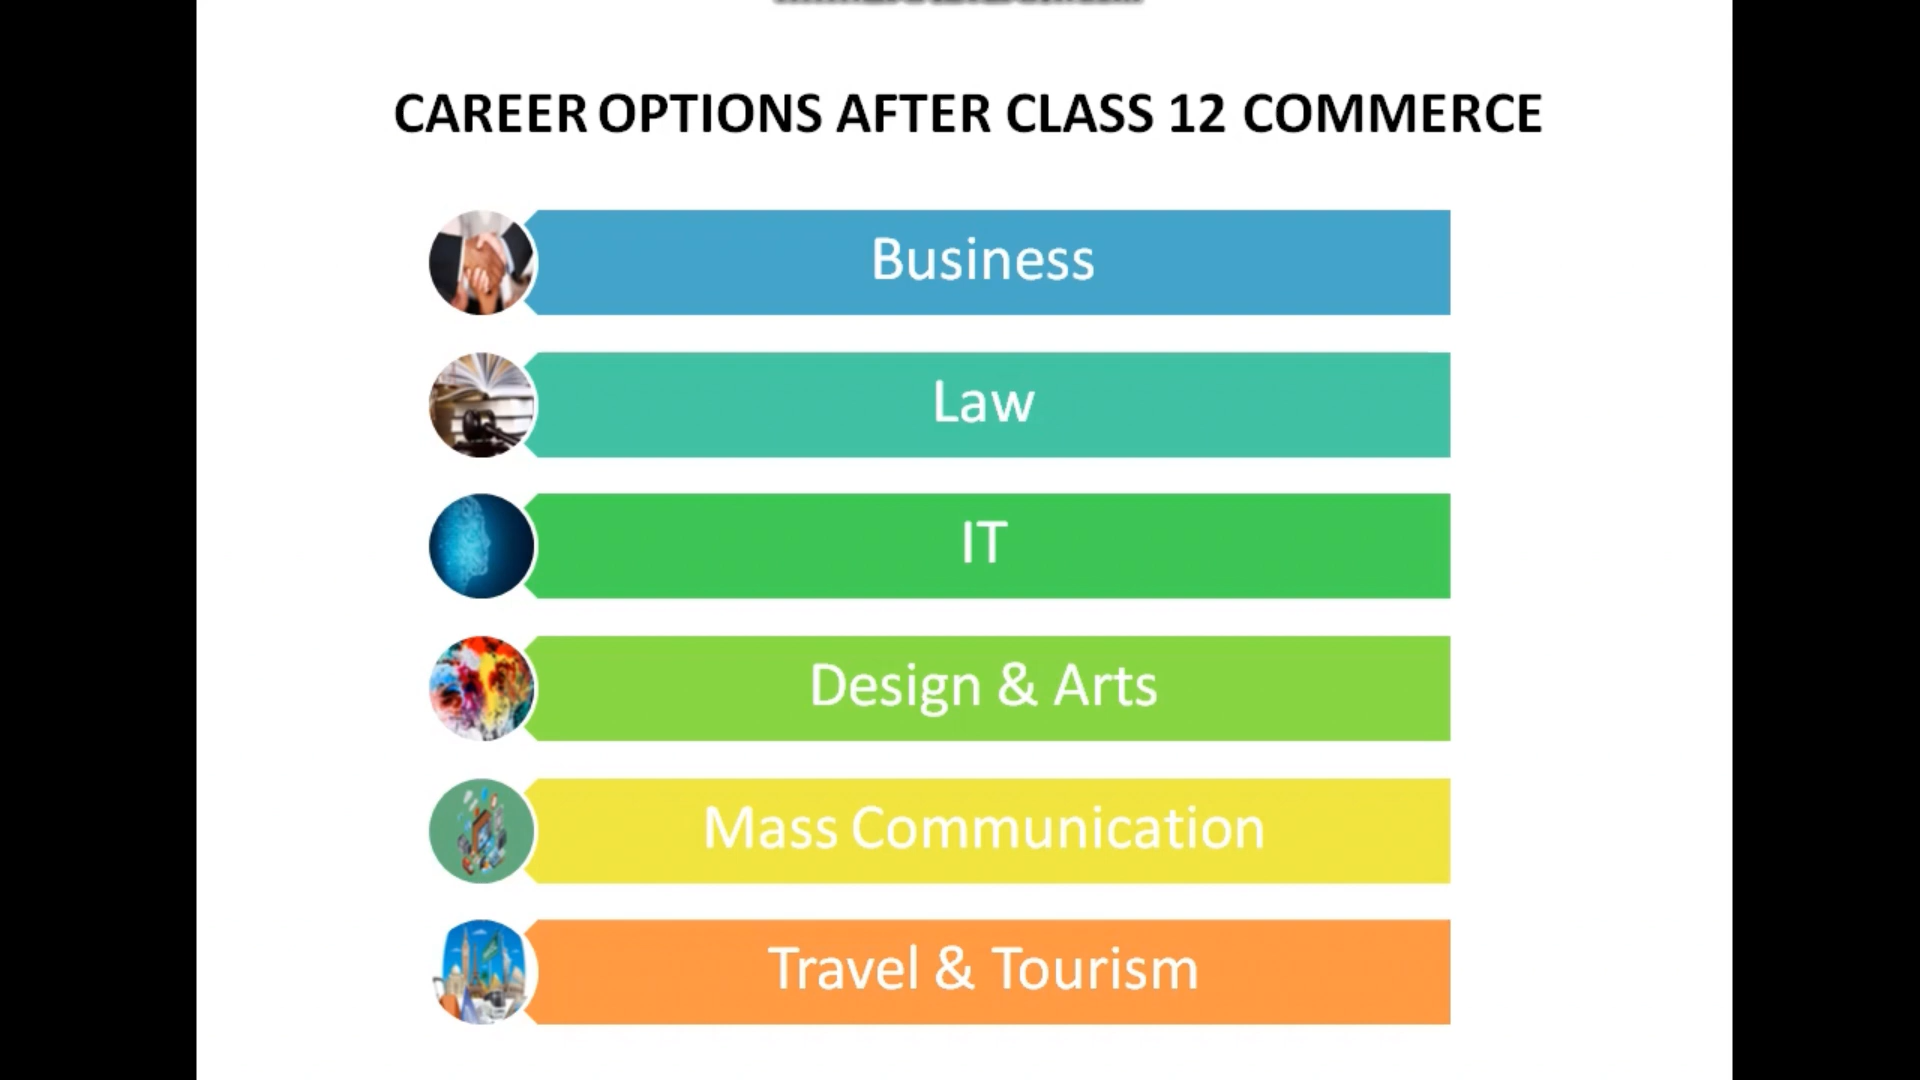 CAREER OPTIONS AFTER CLASS 12 COMMERCE
Business
Law
IT
Design & Arts
Mass Communication
Travel & Tourism